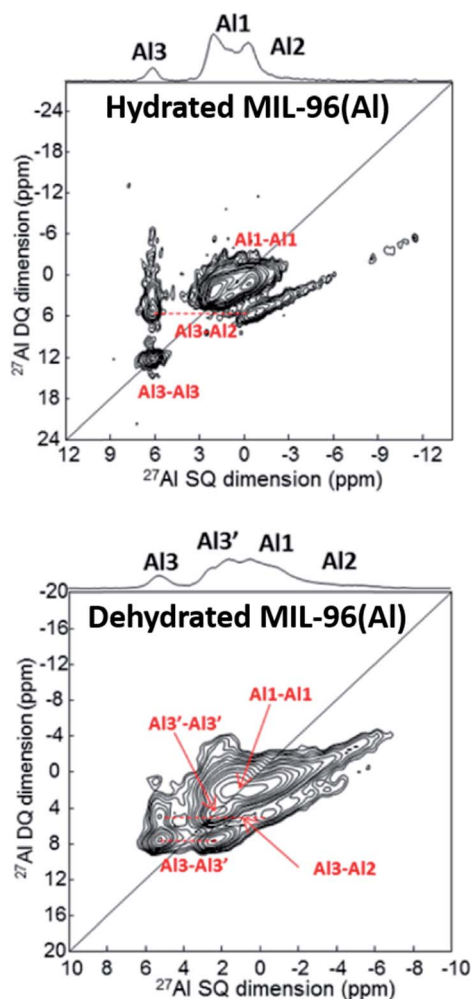 Al3 Al1 Al2
Hydrated MIL-96(Al)
-24
-18
-12
-6
0
6
12
18
24
27Al DQ dimension (ppm)
Al1-Al1
Al3-Al2
Al3-Al3
12 9 6 3 0 -3 -6 -9 -12
27Al SQ dimension (ppm)
Al3 Al3' Al1 Al2
Dehydrated MIL-96(Al)
-20
-16
-12
-8
-4
0
4
8
12
16
20
27Al DQ dimension (ppm)
Al1-Al1
Al3'-Al3'
Al3-Al3'
Al3-Al2
10 8 6 4 2 0 -2 -4 -6 -8 -10
27Al SQ dimension (ppm)